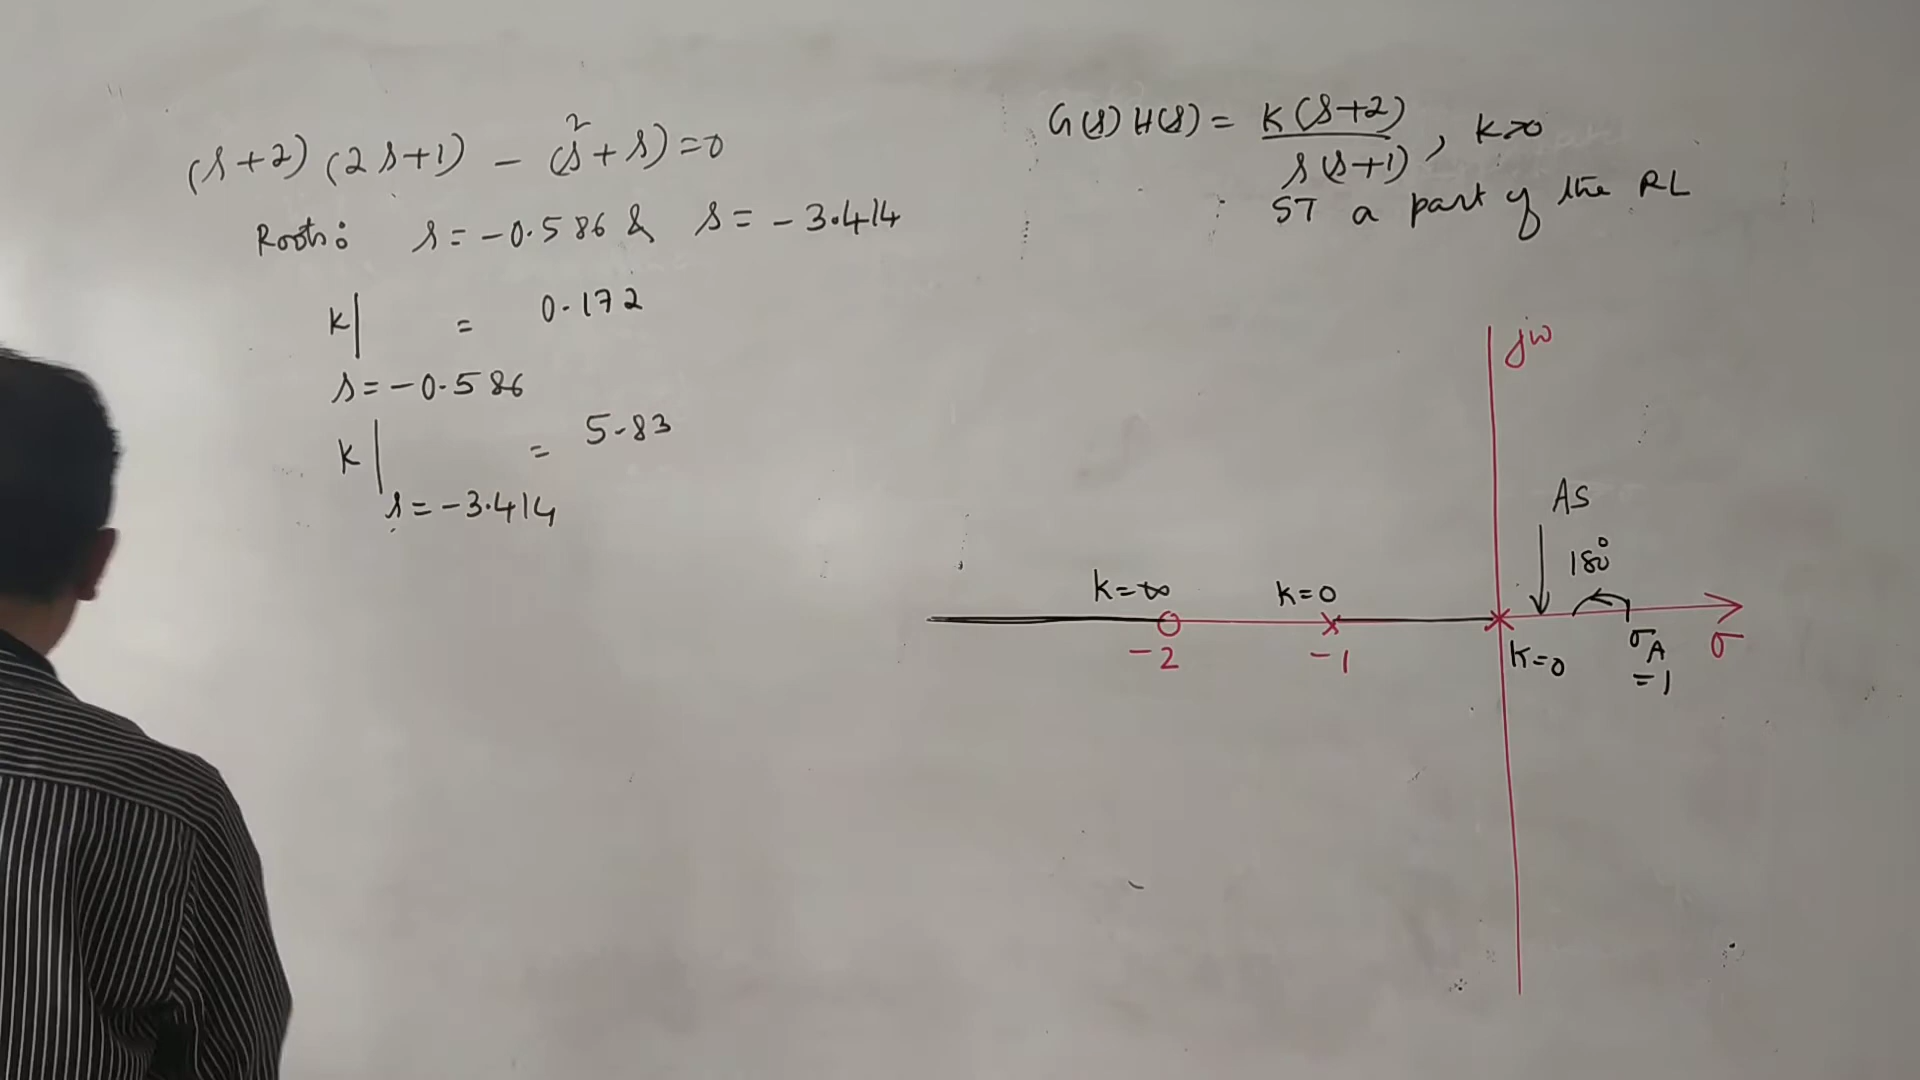 (s+2)(2s+1) - (s²+s)=0
Roots: s = -0.586 & s = -3.414
k| = 0.172
s = -0.586
k| = 5.83
s = -3.414
G(s)H(s) = k(s+2)/s(s+1), k>0
ST a part of the RL
jω
AS
180°
k=∞
k=0
-2
-1
k=0
σA
=1
σ